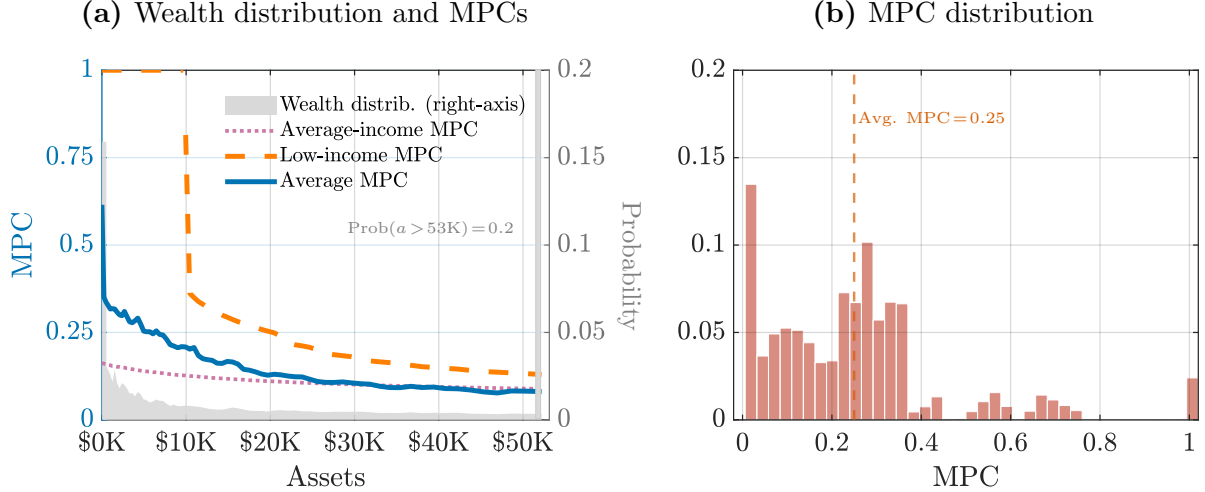 (a) Wealth distribution and MPCs
1
0.75
0.5
0.25
0
MPC
0.2
0.15
0.1
0.05
0
Probability
Wealth distrib. (right-axis)
Average-income MPC
Low-income MPC
Average MPC
Prob(a > 53K) = 0.2
$0K $10K $20K $30K $40K $50K
Assets
(b) MPC distribution
0.2
0.15
0.1
0.05
0
Avg. MPC = 0.25
0 0.2 0.4 0.6 0.8 1
MPC